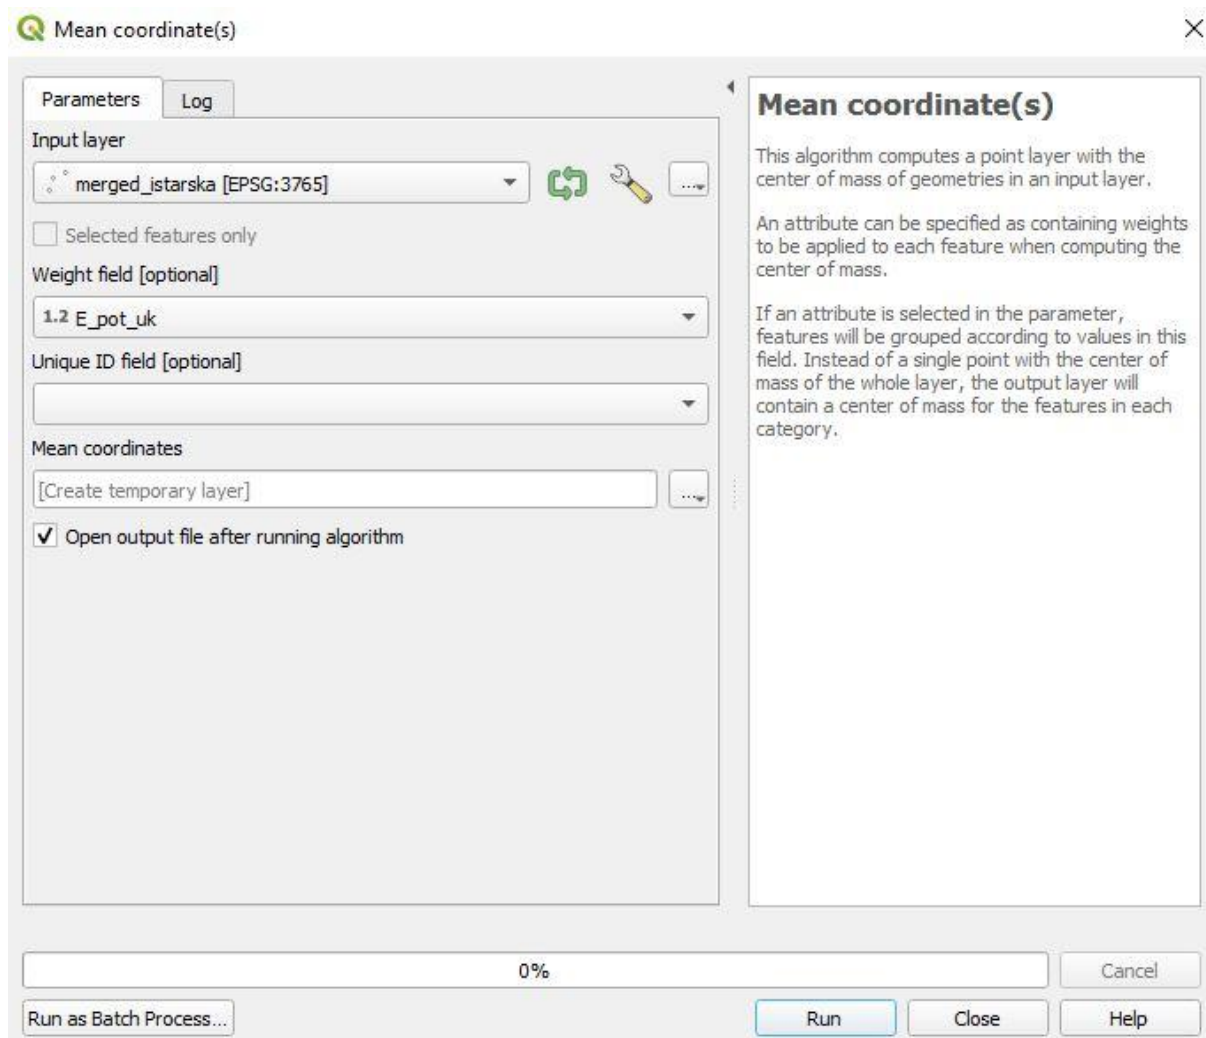 Mean coordinate(s)
Parameters
Log
Input layer
merged_istarska [EPSG:3765]
...
Selected features only
Weight field [optional]
1.2 E_pot_uk
Unique ID field [optional]
Mean coordinates
[Create temporary layer]
...
Open output file after running algorithm
Mean coordinate(s)
This algorithm computes a point layer with the
center of mass of geometries in an input layer.
An attribute can be specified as containing weights
to be applied to each feature when computing the
center of mass.
If an attribute is selected in the parameter,
features will be grouped according to values in this
field. Instead of a single point with the center of
mass of the whole layer, the output layer will
contain a center of mass for the features in each
category.
0%
Cancel
Run as Batch Process...
Run
Close
Help